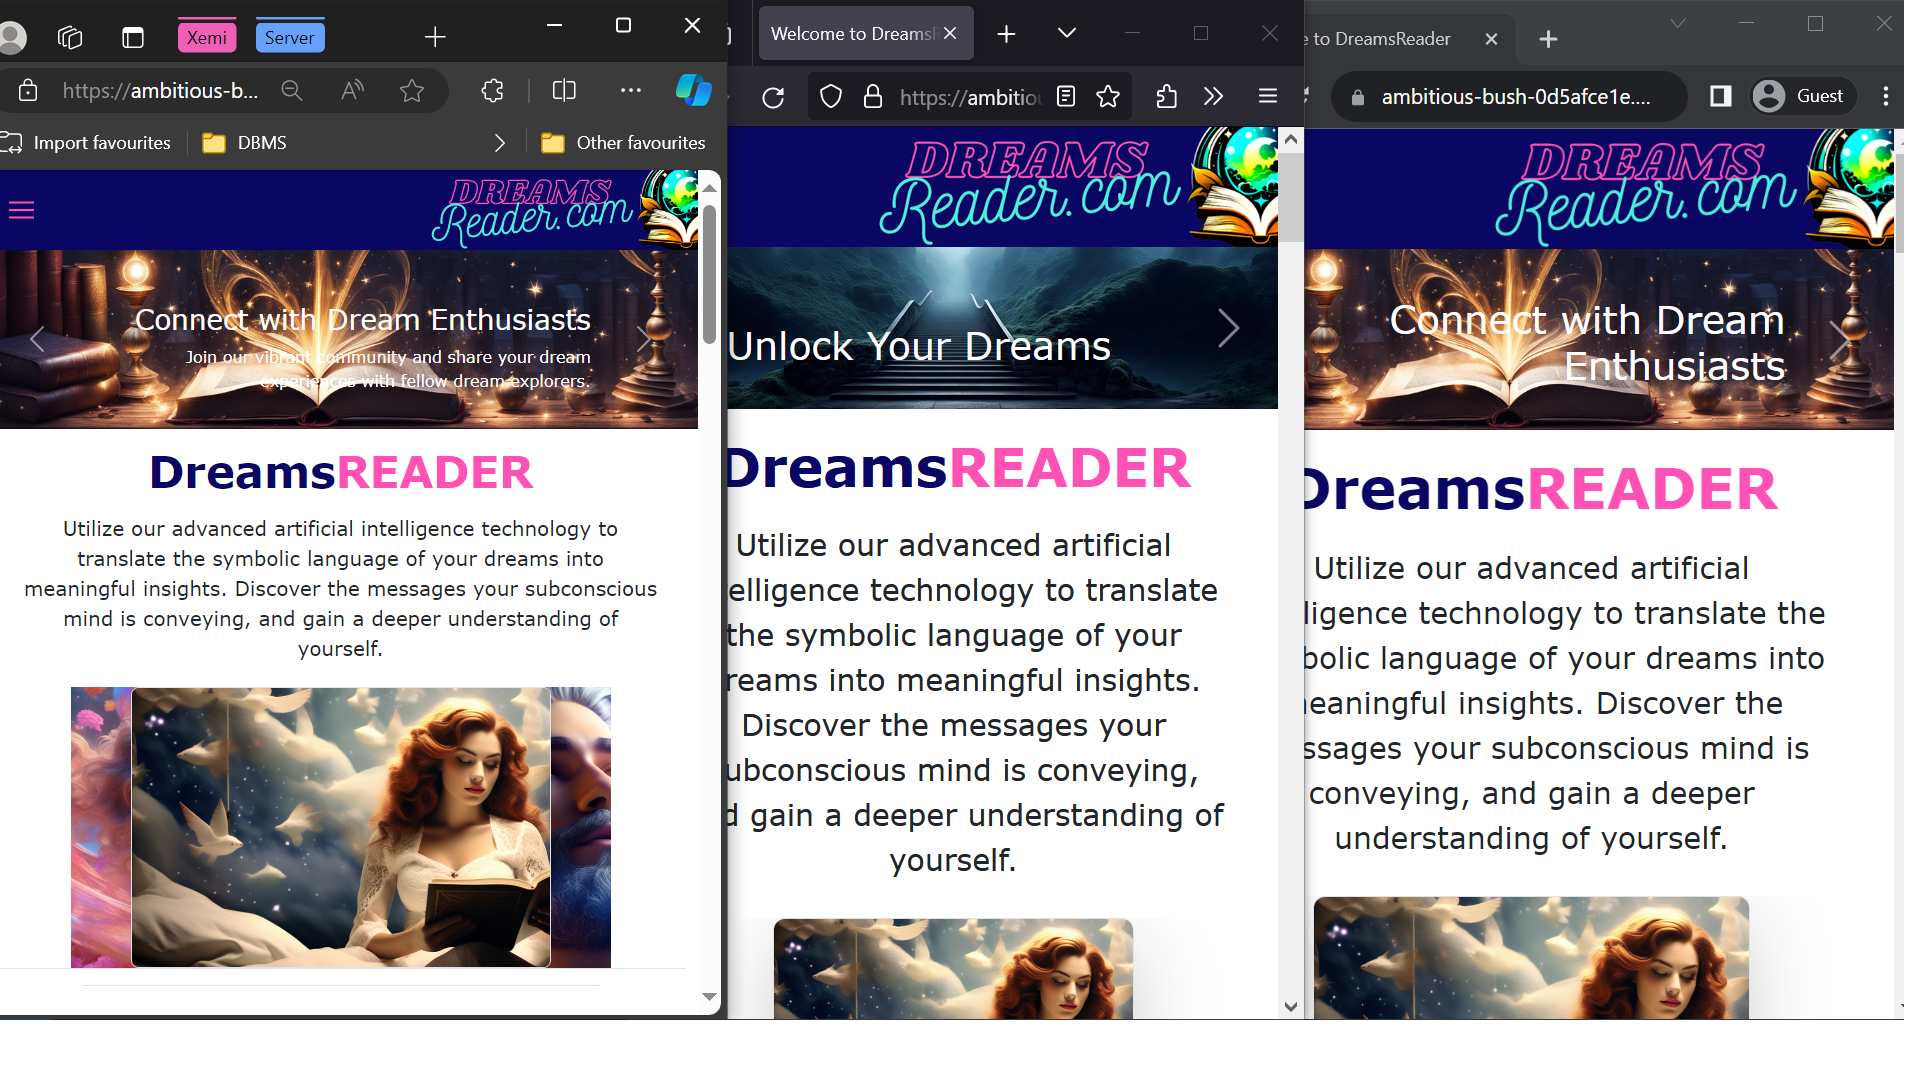 Xemi
Server
https://ambitious-b...
Import favourites
DBMS
Other favourites
DREAMS
Reader.com
Connect with Dream Enthusiasts
Join our vibrant community and share your dream
experiences with fellow dream explorers.
DreamsREADER
Utilize our advanced artificial intelligence technology to
translate the symbolic language of your dreams into
meaningful insights. Discover the messages your subconscious
mind is conveying, and gain a deeper understanding of
yourself.
Welcome to DreamsR
https://ambitiou
DREAMS
Reader.com
Unlock Your Dreams
DreamsREADER
Utilize our advanced artificial
elligence technology to translate
the symbolic language of your
reams into meaningful insights.
Discover the messages your
ubconscious mind is conveying,
d gain a deeper understanding of
yourself.
e to DreamsReader
ambitious-bush-0d5afce1e....
Guest
DREAMS
Reader.com
Connect with Dream
Enthusiasts
DreamsREADER
Utilize our advanced artificial
ligence technology to translate the
bolic language of your dreams into
eaningful insights. Discover the
ssages your subconscious mind is
conveying, and gain a deeper
understanding of yourself.